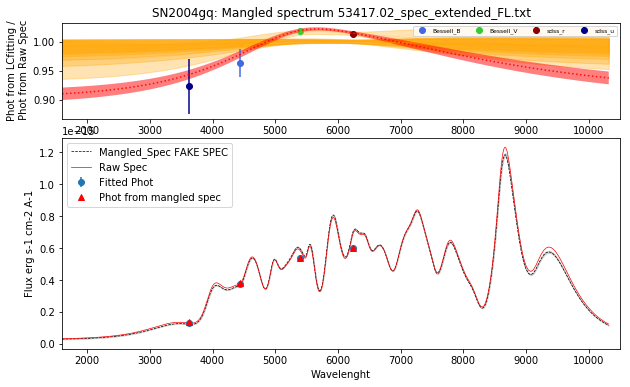 SN2004gq: Mangled spectrum 53417.02_spec_extended_FL.txt
Phot from LCfitting /
Phot from Raw Spec
1.00
0.95
0.90
Bessell_B
Bessell_V
sdss_r
sdss_u
2000 3000 4000 5000 6000 7000 8000 9000 10000
Flux erg s-1 cm-2 A-1
1.2
1.0
0.8
0.6
0.4
0.2
0.0
Mangled_Spec FAKE SPEC
Raw Spec
Fitted Phot
Phot from mangled spec
2000 3000 4000 5000 6000 7000 8000 9000 10000
Wavelenght